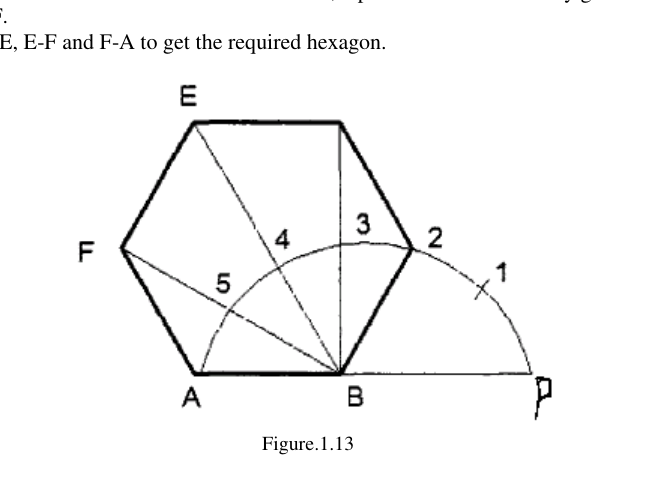 F.
E, E-F and F-A to get the required hexagon.
E
3
2
4
F
1
5
A
B
P
Figure.1.13